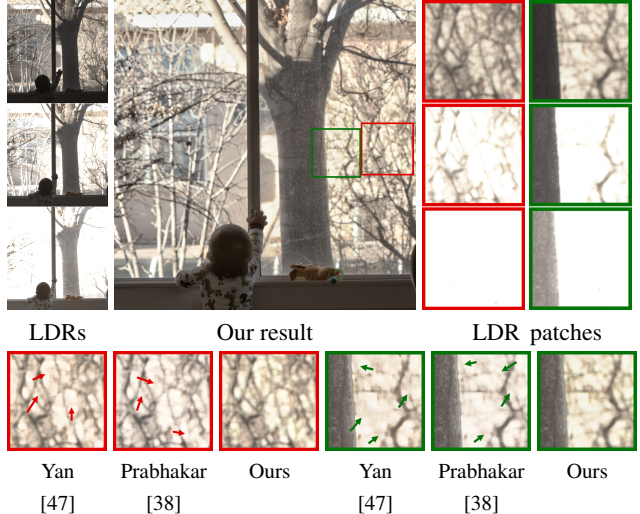 LDRs Our result LDR patches
Yan Prabhakar Ours Yan Prabhakar Ours
[47] [38] [47] [38]